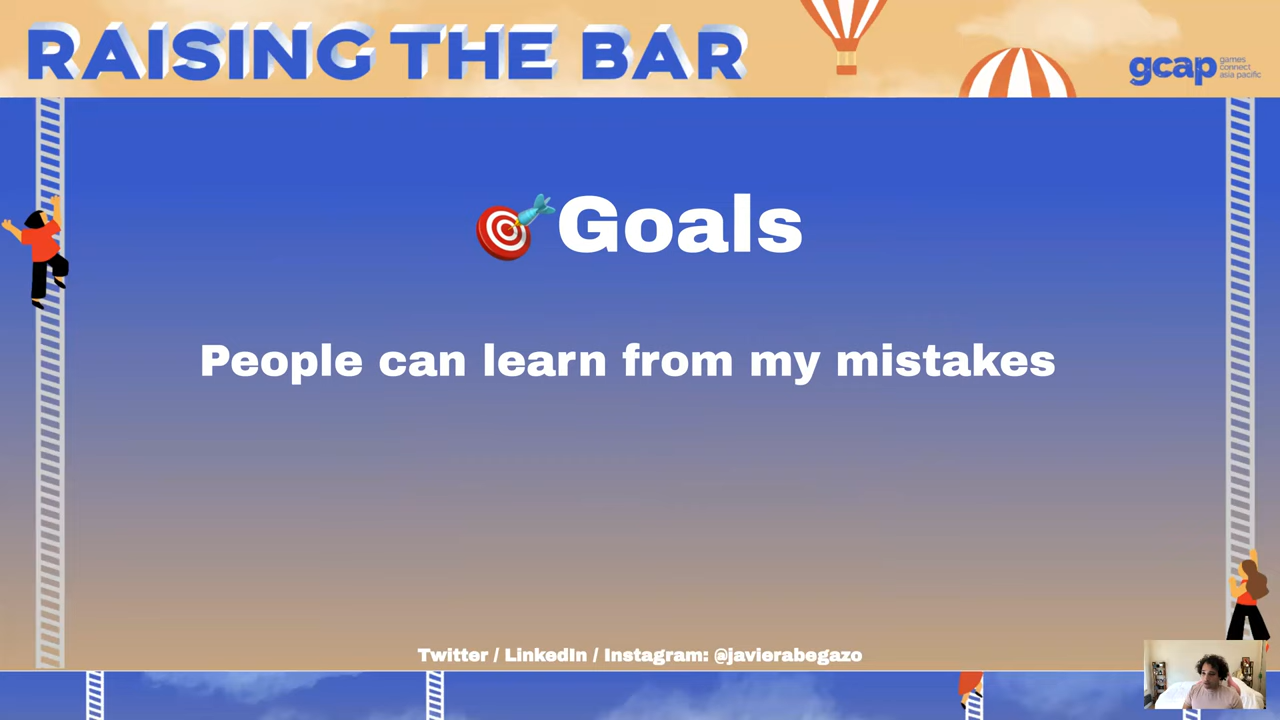 RAISING THE BAR
gcap
games
connect
asia pacific
🎯Goals
People can learn from my mistakes
Twitter / LinkedIn / Instagram: @javierabegazo